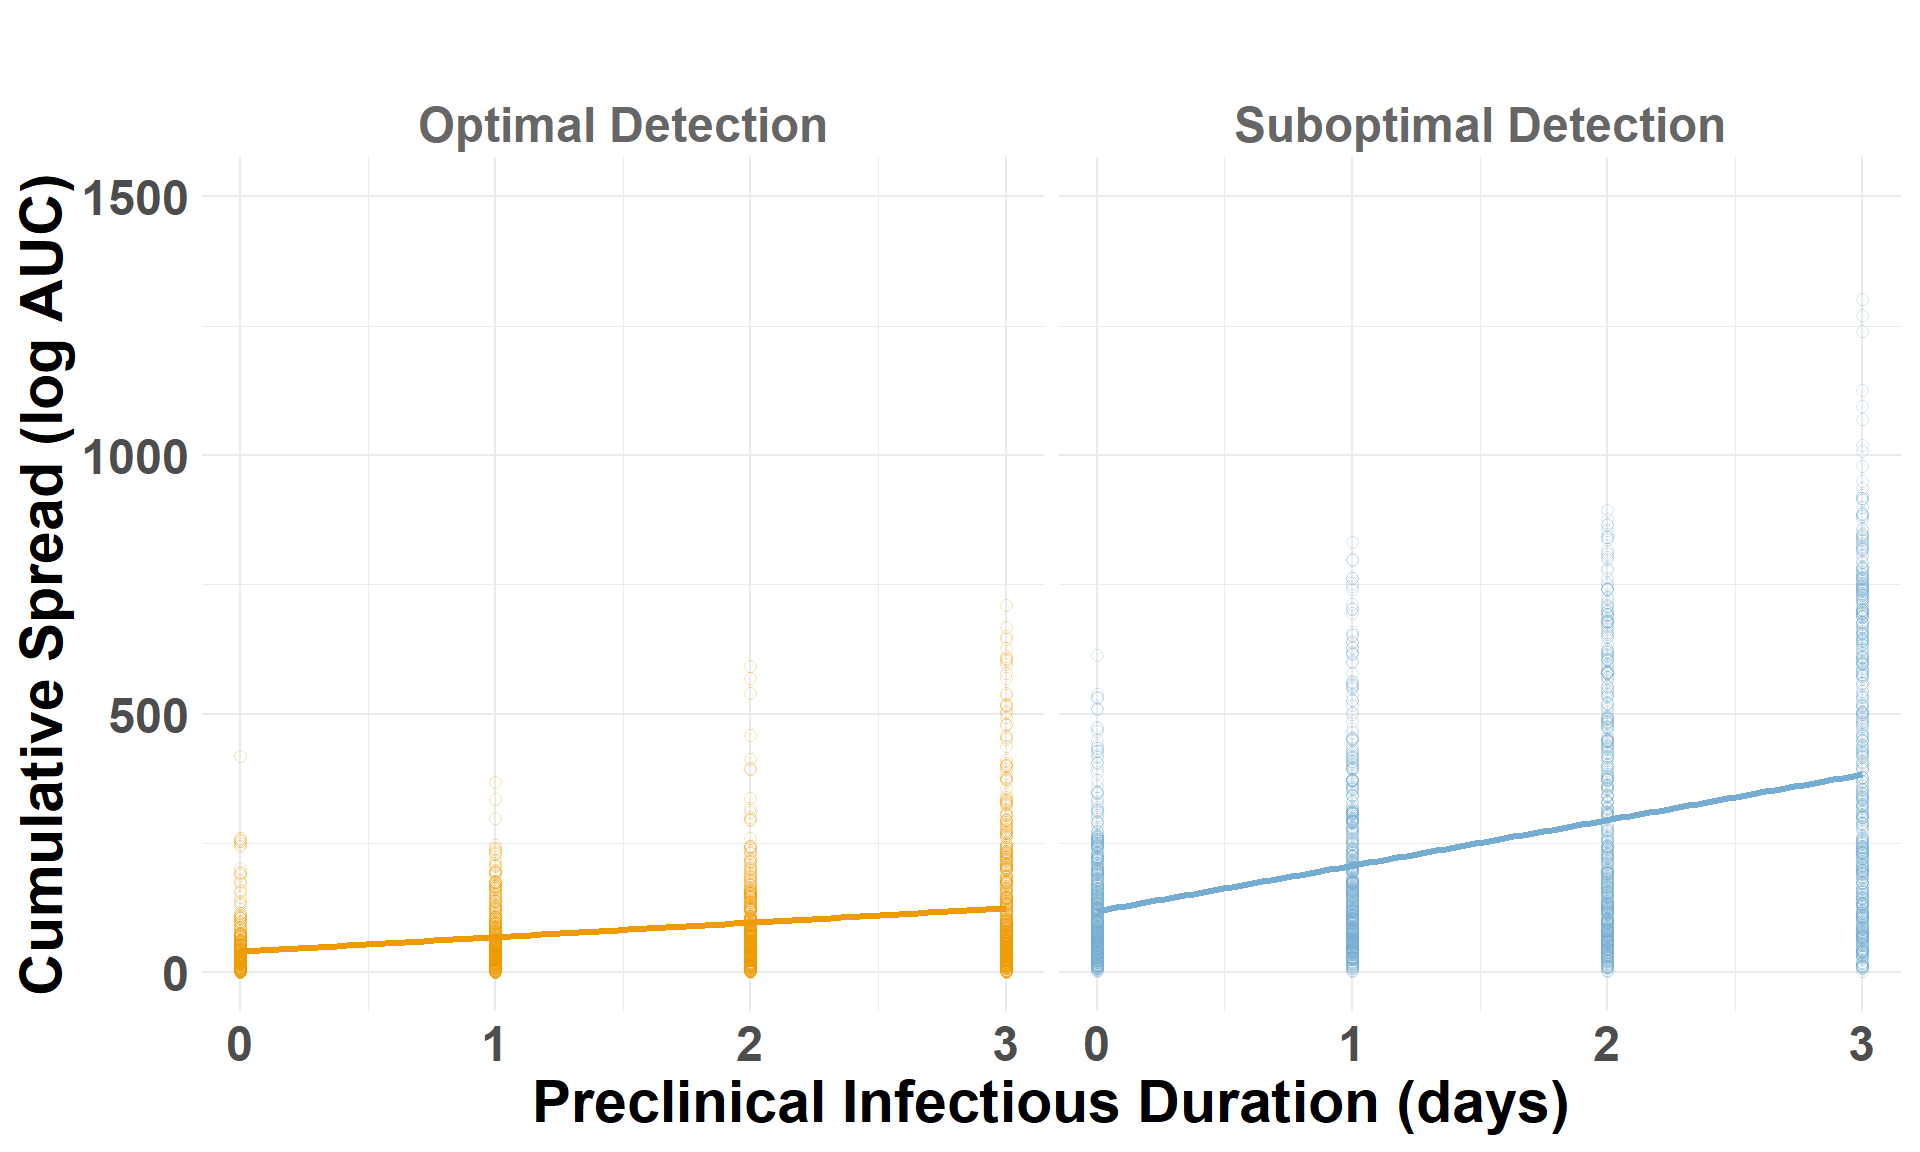 Optimal Detection Suboptimal Detection
Cumulative Spread (log AUC)
1500
1000
500
0
0 1 2 3 0 1 2 3
Preclinical Infectious Duration (days)